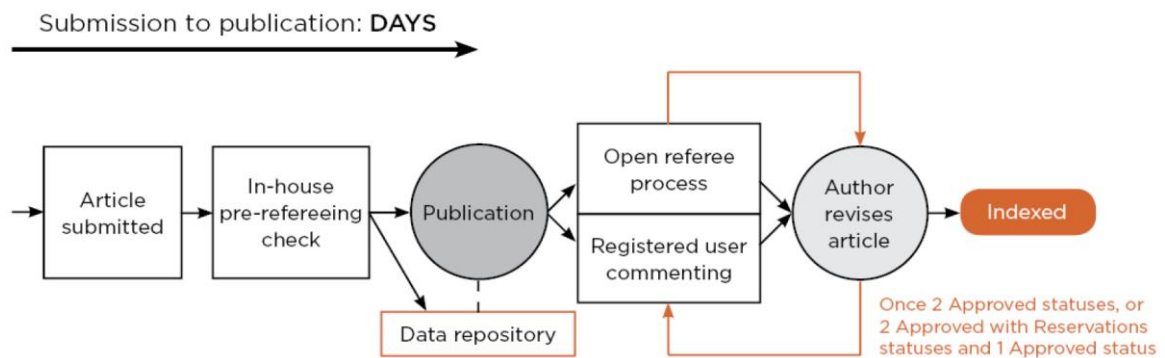 Submission to publication: DAYS
Article
submitted
In-house
pre-refereeing
check
Publication
Data repository
Open referee
process
Registered user
commenting
Author
revises
article
Indexed
Once 2 Approved statuses, or
2 Approved with Reservations
statuses and 1 Approved status